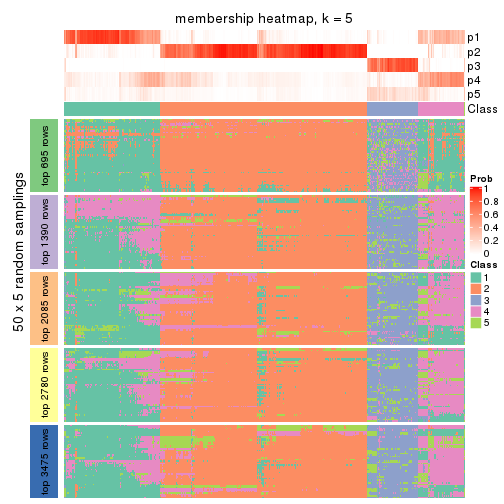 membership heatmap, k = 5
p1
p2
p3
p4
p5
Class
50 x 5 random samplings
top 695 rows
top 1390 rows
top 2085 rows
top 2780 rows
top 3475 rows
Prob
1
0.8
0.6
0.4
0.2
0
Class
1
2
3
4
5